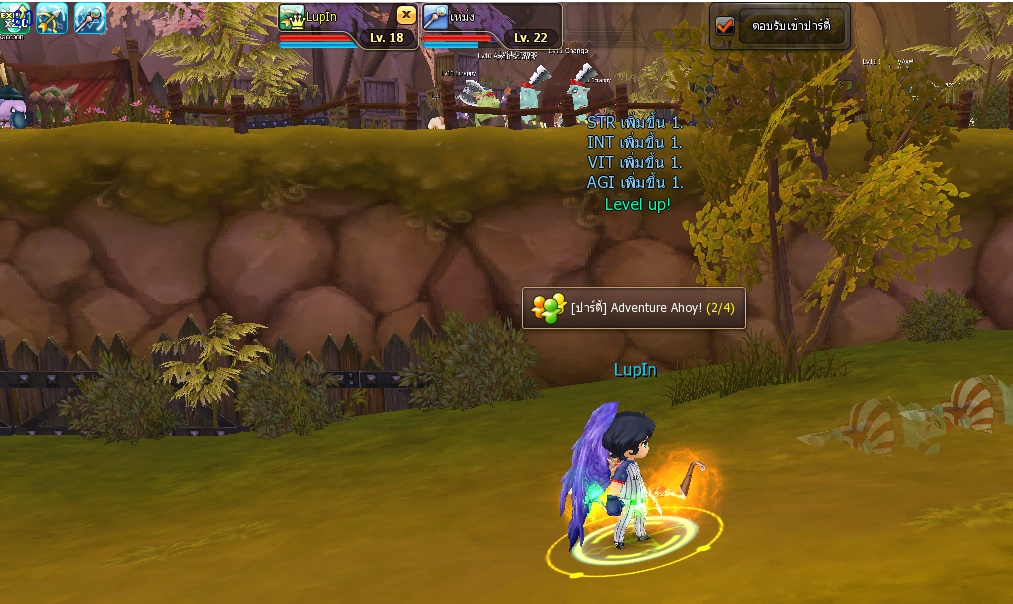 LupIn
Lv. 18
เหม่ง
Lv. 22
ตอบรับเข้าปาร์ตี้
STR เพิ่มขึ้น 1.
INT เพิ่มขึ้น 1.
VIT เพิ่มขึ้น 1.
AGI เพิ่มขึ้น 1.
Level up!
[ปาร์ตี้] Adventure Ahoy! (2/4)
LupIn